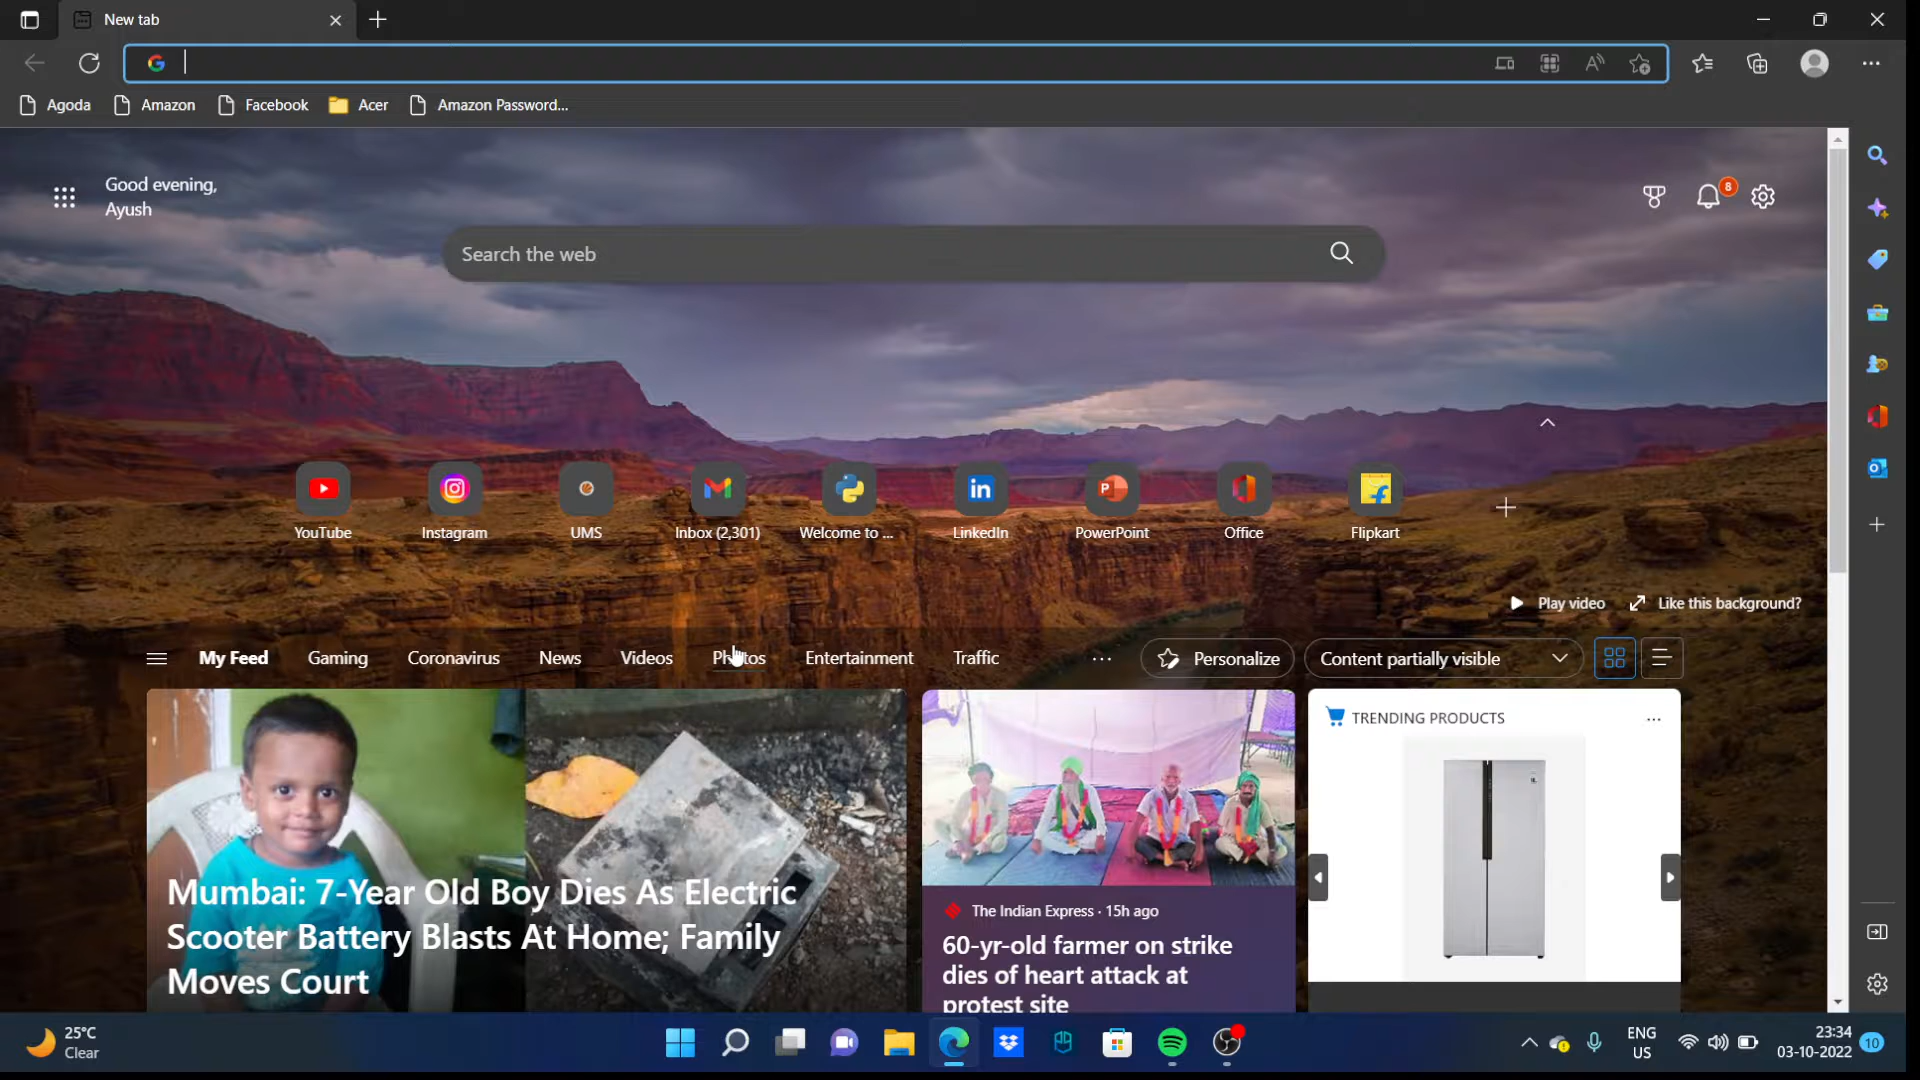 New tab
Agoda
Amazon
Facebook
Acer
Amazon Password...
Good evening,
Ayush
8
Search the web
YouTube
Instagram
UMS
Inbox (2,301)
Welcome to ...
LinkedIn
PowerPoint
Office
Flipkart
Play video
Like this background?
My Feed
Gaming
Coronavirus
News
Videos
Photos
Entertainment
Traffic
Personalize
Content partially visible
Mumbai: 7-Year Old Boy Dies As Electric
Scooter Battery Blasts At Home; Family
Moves Court
The Indian Express · 15h ago
60-yr-old farmer on strike
dies of heart attack at
protest site
TRENDING PRODUCTS
25°C
Clear
ENG
US
23:34
03-10-2022
10